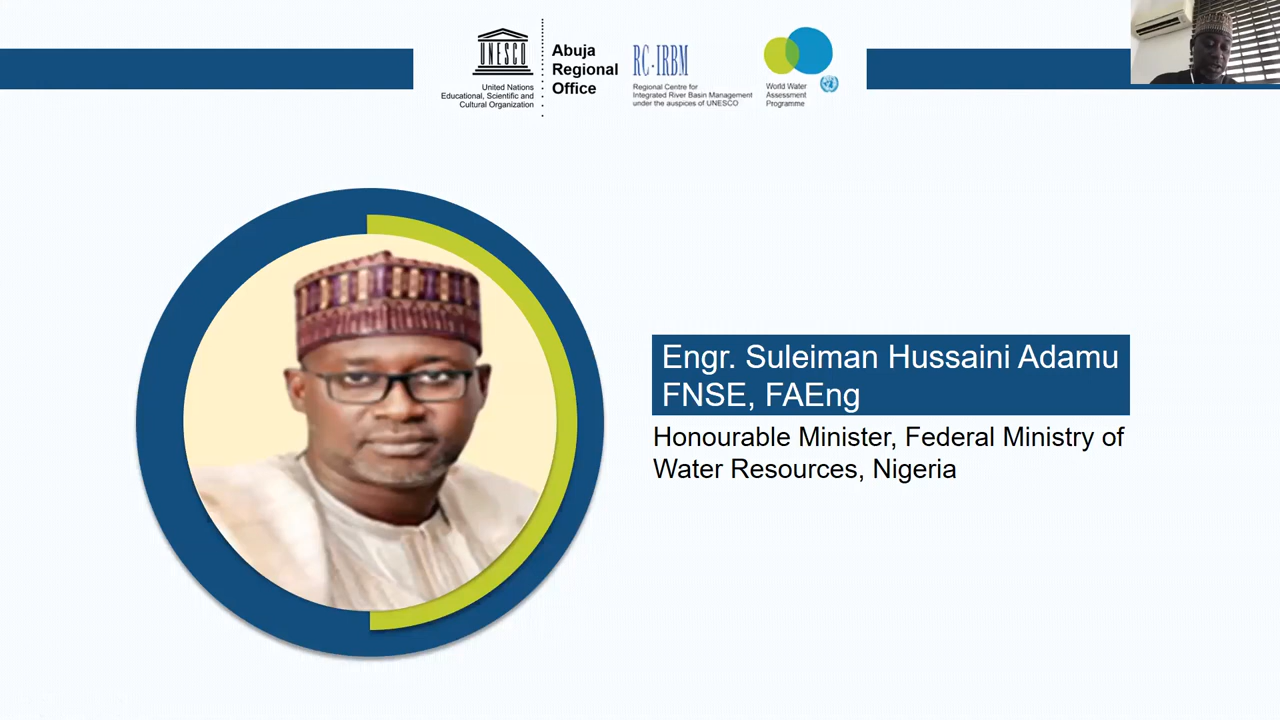 UNESCO
United Nations
Educational, Scientific and
Cultural Organization
Abuja
Regional
Office
RC-IRBM
Regional Centre for
Integrated River Basin Management
under the auspices of UNESCO
World Water
Assessment
Programme
Engr. Suleiman Hussaini Adamu
FNSE, FAEng
Honourable Minister, Federal Ministry of
Water Resources, Nigeria